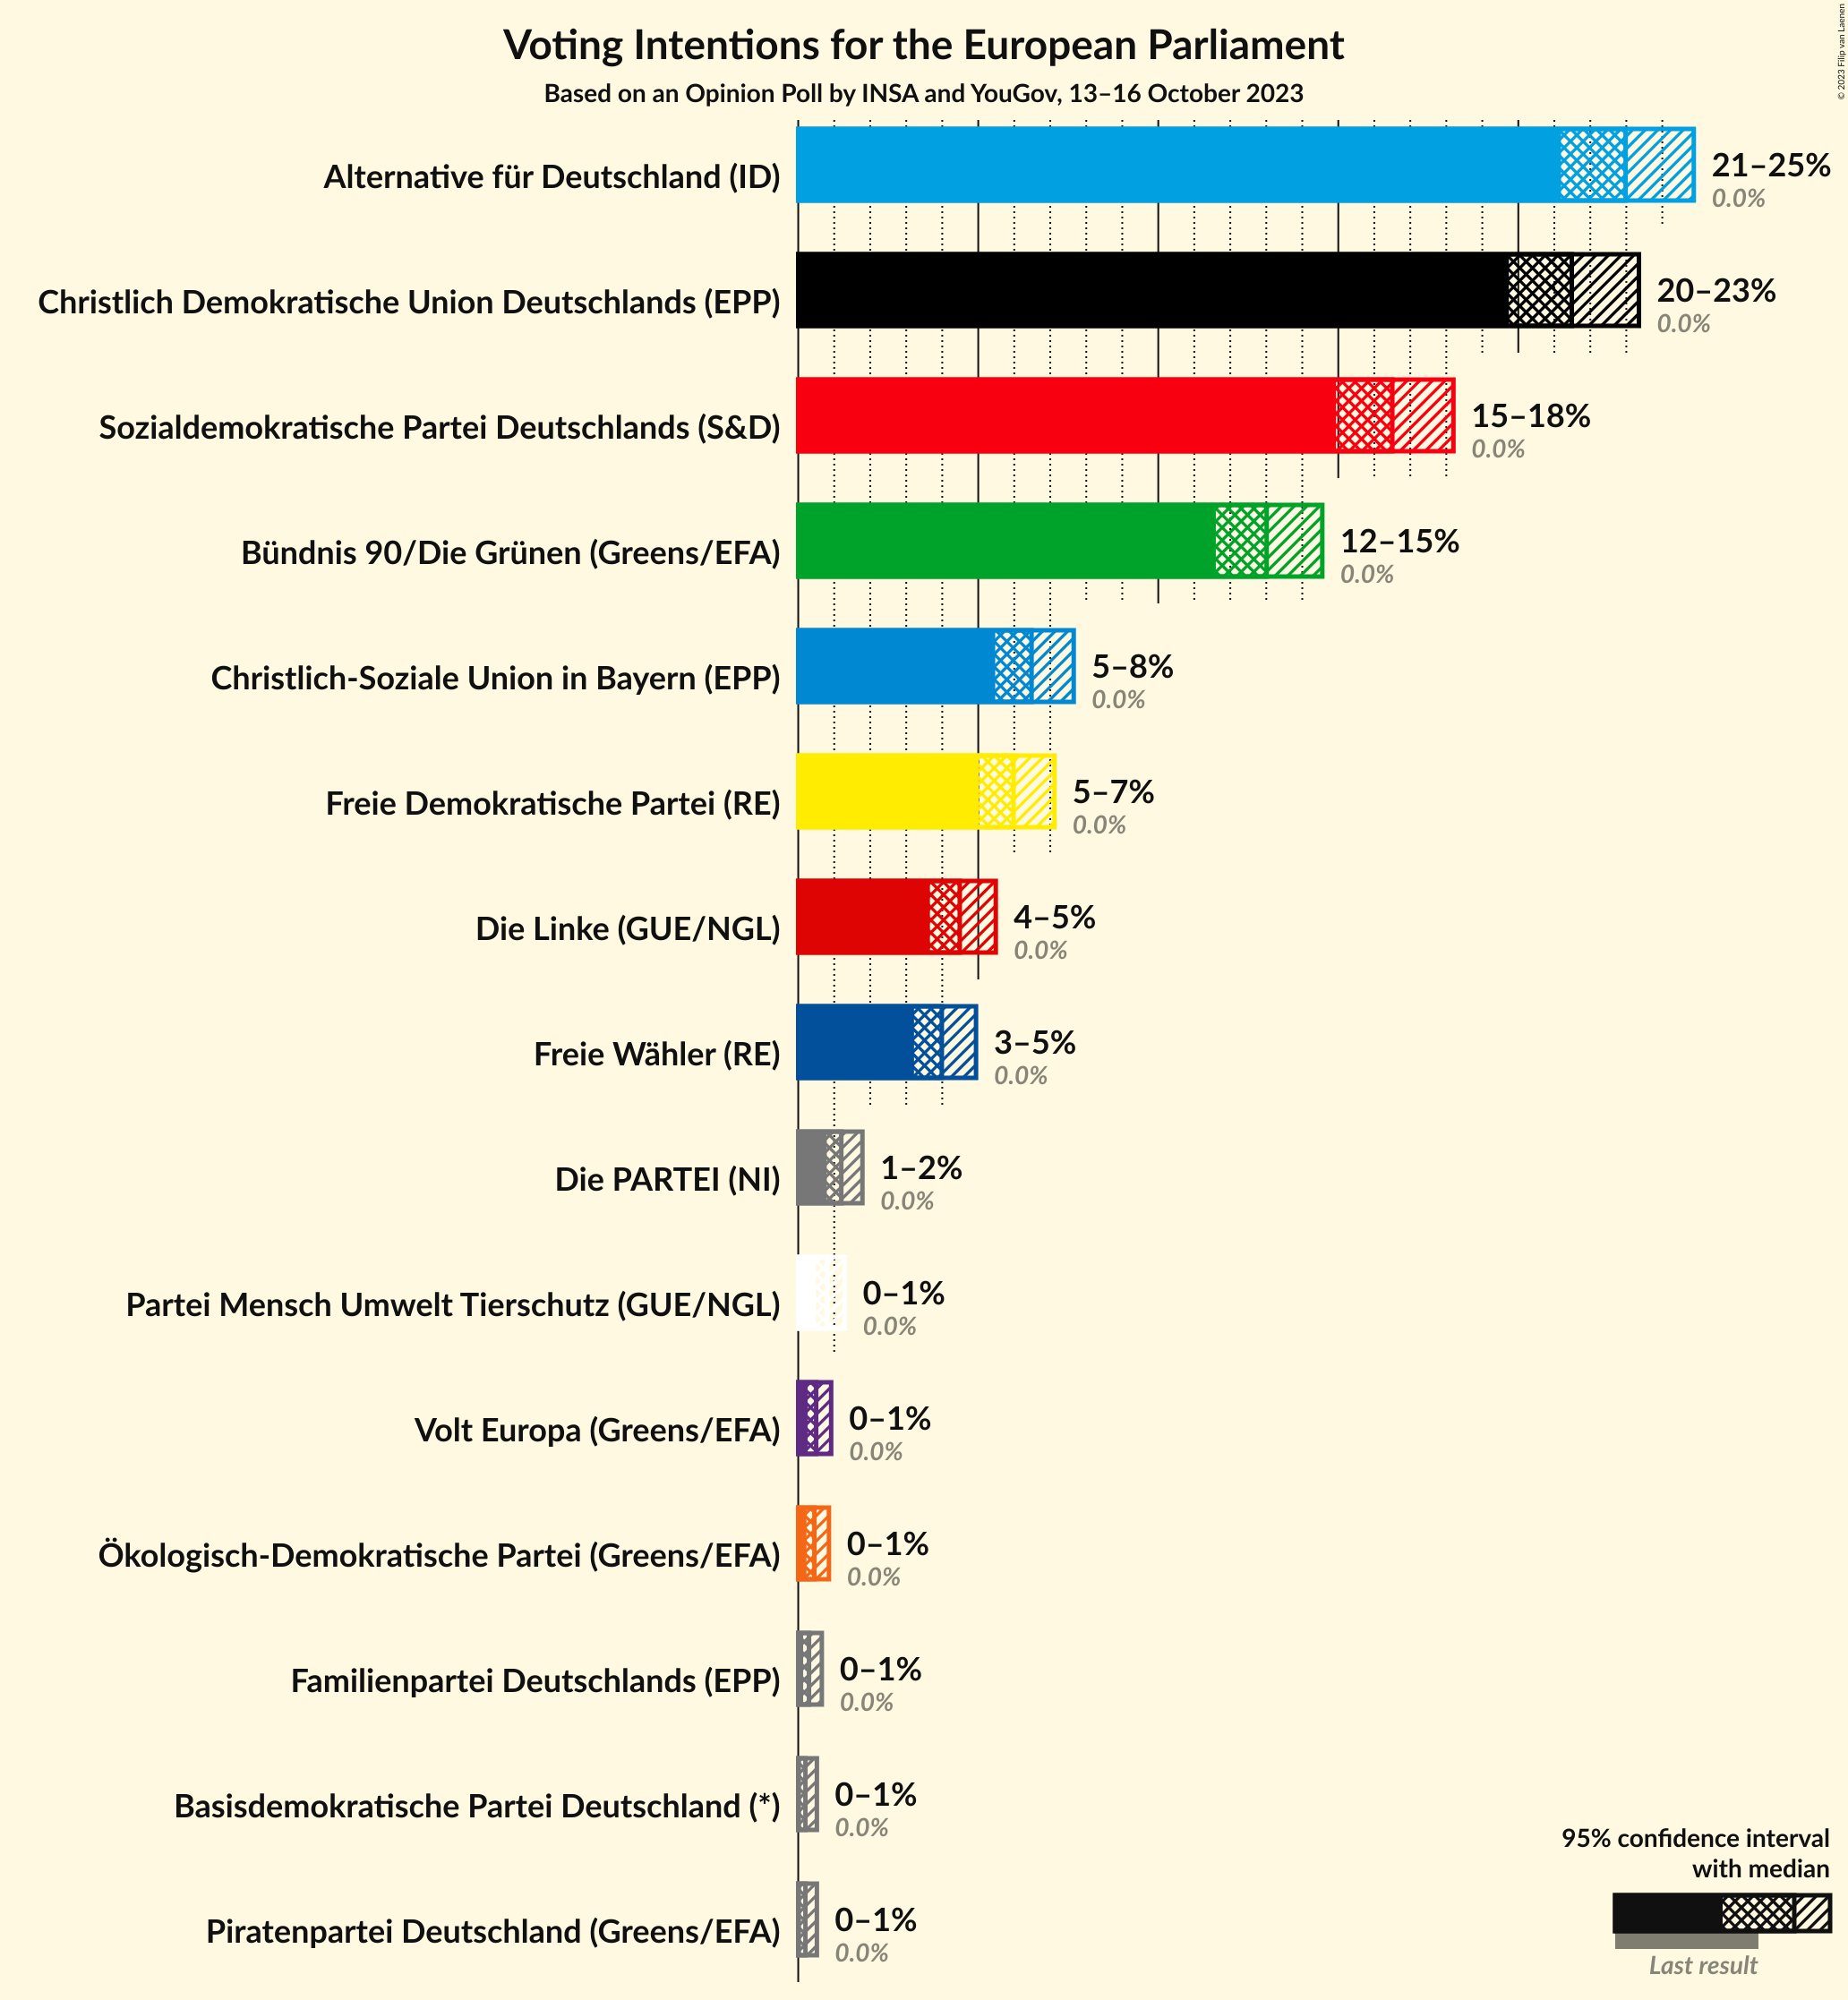 © 2023 Filip van Laenen
Voting Intentions for the European Parliament
Based on an Opinion Poll by INSA and YouGov, 13–16 October 2023
Alternative für Deutschland (ID)
21–25%
0.0%
Christlich Demokratische Union Deutschlands (EPP)
20–23%
0.0%
Sozialdemokratische Partei Deutschlands (S&D)
15–18%
0.0%
Bündnis 90/Die Grünen (Greens/EFA)
12–15%
0.0%
Christlich-Soziale Union in Bayern (EPP)
5–8%
0.0%
Freie Demokratische Partei (RE)
5–7%
0.0%
Die Linke (GUE/NGL)
4–5%
0.0%
Freie Wähler (RE)
3–5%
0.0%
Die PARTEI (NI)
1–2%
0.0%
Partei Mensch Umwelt Tierschutz (GUE/NGL)
0–1%
0.0%
Volt Europa (Greens/EFA)
0–1%
0.0%
Ökologisch-Demokratische Partei (Greens/EFA)
0–1%
0.0%
Familienpartei Deutschlands (EPP)
0–1%
0.0%
Basisdemokratische Partei Deutschland (*)
0–1%
0.0%
Piratenpartei Deutschland (Greens/EFA)
0–1%
0.0%
95% confidence interval
with median
Last result